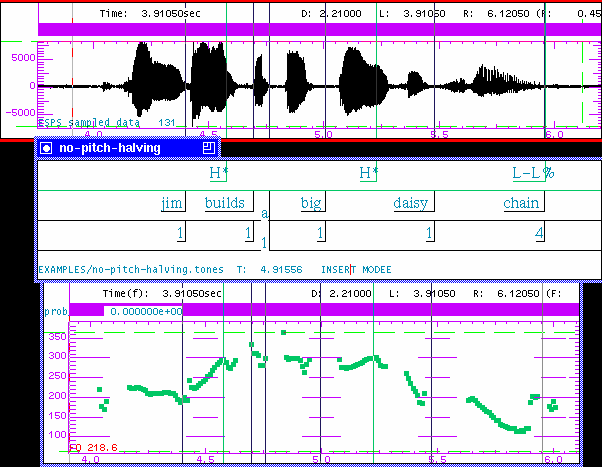 Time: 3.91050sec D: 2.21000 L: 3.91050 R: 6.12050 (F: 0.45
5000
0
-5000
ESPS sampled data 131
4.0 4.5 5.0 5.5 6.0
no-pitch-halving
H* H* L-L%
jim builds a big daisy chain
1 1 1 1 1 4
EXAMPLES/no-pitch-halving.tones T: 4.91556 INSERT MODEE
Time(f): 3.91050sec D: 2.21000 L: 3.91050 R: 6.12050 (F:
prob 0.000000e+00
350
300
250
200
150
100
F0 218.6
4.0 4.5 5.0 5.5 6.0